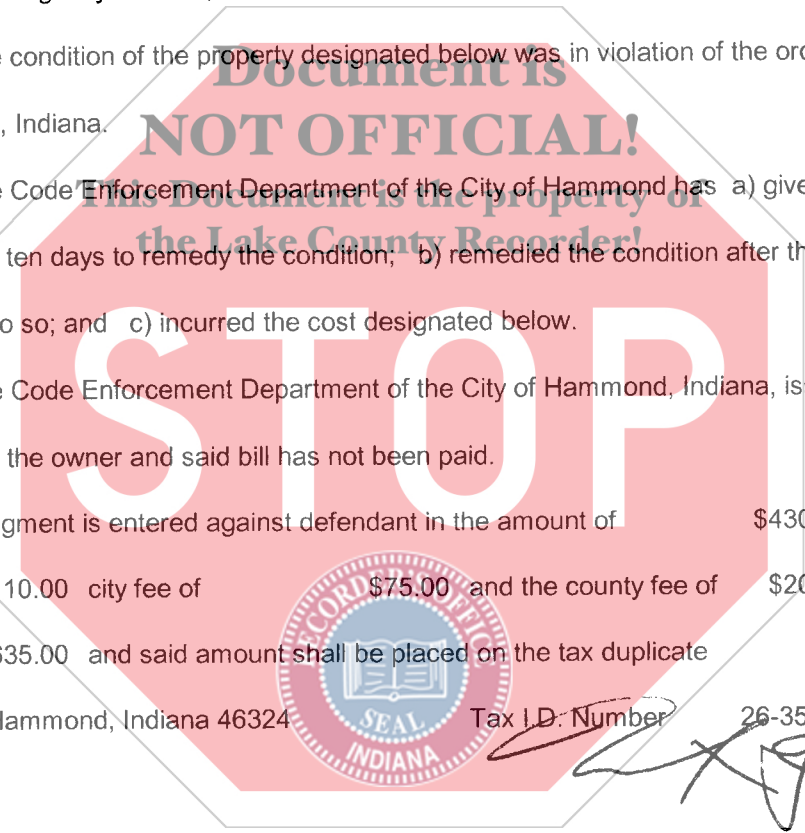 e condition of the property designated below was in violation of the ord
Document is
, Indiana.
NOT OFFICIAL!
e Code Enforcement Department of the City of Hammond has a) give
This Document is the property of
the Lake County Recorder!
ten days to remedy the condition; b) remedied the condition after th
o so; and c) incurred the cost designated below.
STOP
e Code Enforcement Department of the City of Hammond, Indiana, is
the owner and said bill has not been paid.
gment is entered against defendant in the amount of $430
10.00 city fee of $75.00 and the county fee of $20
635.00 and said amount shall be placed on the tax duplicate
Hammond, Indiana 46324 Tax I.D. Number 26-35
RECORDER'S OFFICE
SEAL
INDIANA